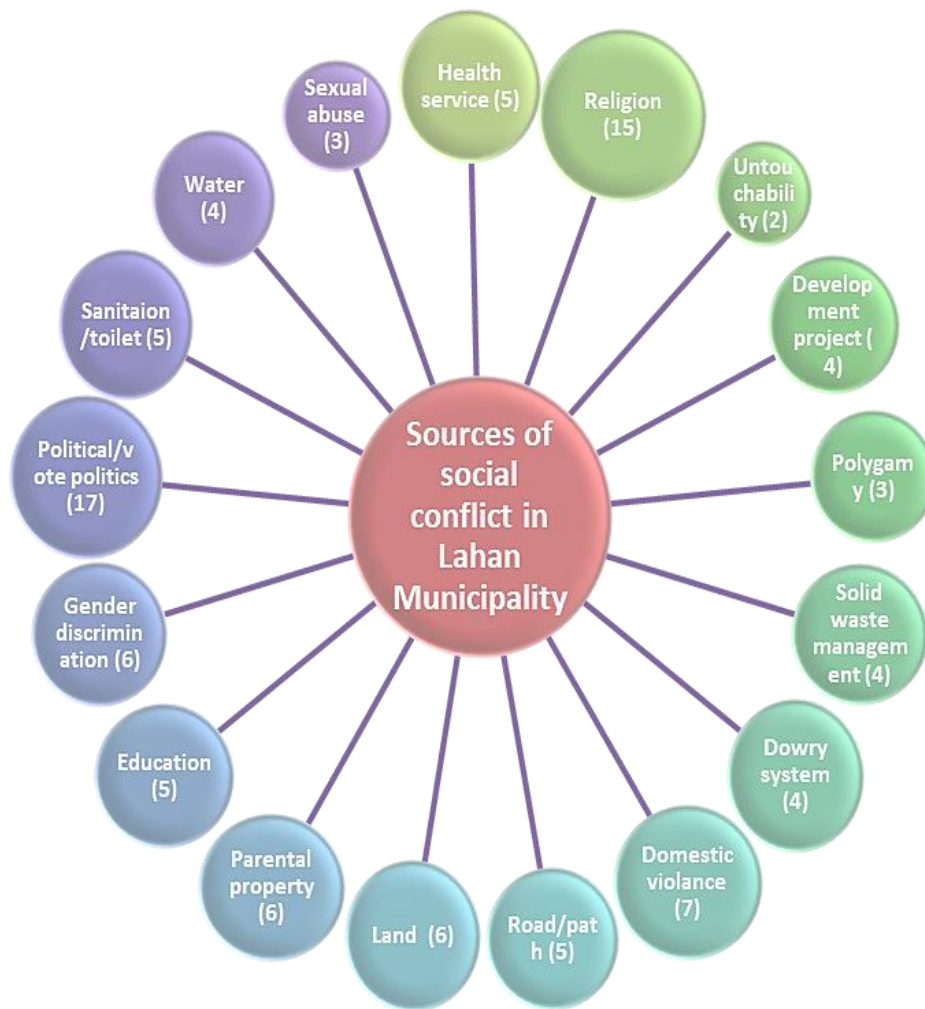 Sources of
social
conflict in
Lahan
Municipality
Health
service (5)
Religion
(15)
Untou
chabili
ty (2)
Develop
ment
project (
4)
Polygam
y (3)
Solid
waste
managem
ent (4)
Dowry
system
(4)
Domestic
violance
(7)
Road/pat
h (5)
Land (6)
Parental
property
(6)
Education
(5)
Gender
discrimin
ation (6)
Political/v
ote politics
(17)
Sanitaion
/toilet (5)
Water
(4)
Sexual
abuse
(3)